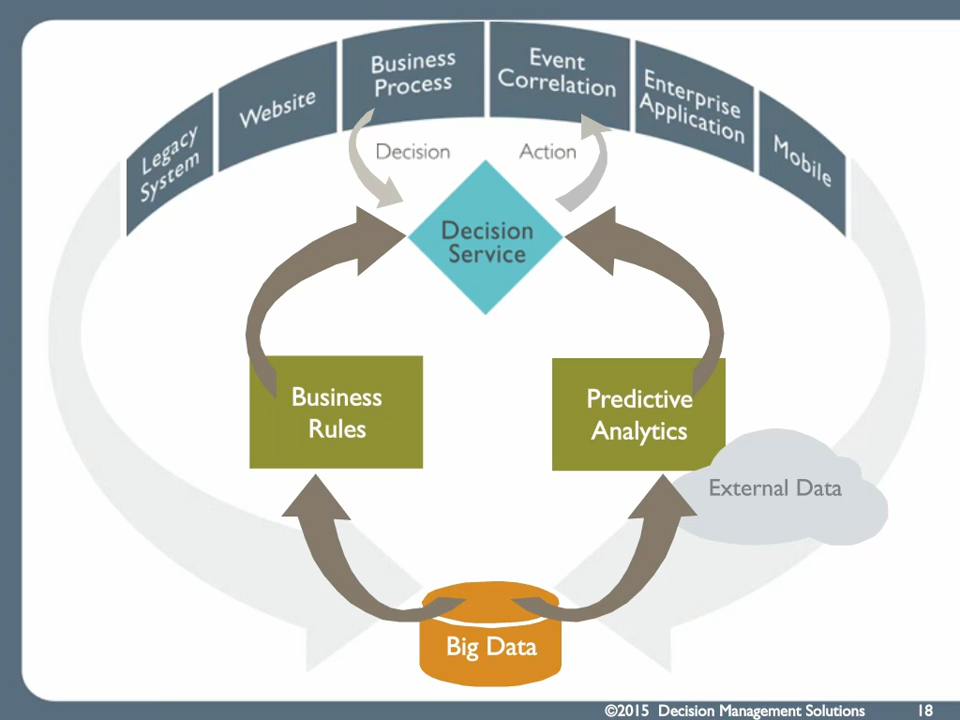 Legacy
System
Website
Business
Process
Event
Correlation
Enterprise
Application
Mobile
Decision
Action
Decision
Service
Business
Rules
Predictive
Analytics
External Data
Big Data
©2015 Decision Management Solutions 18